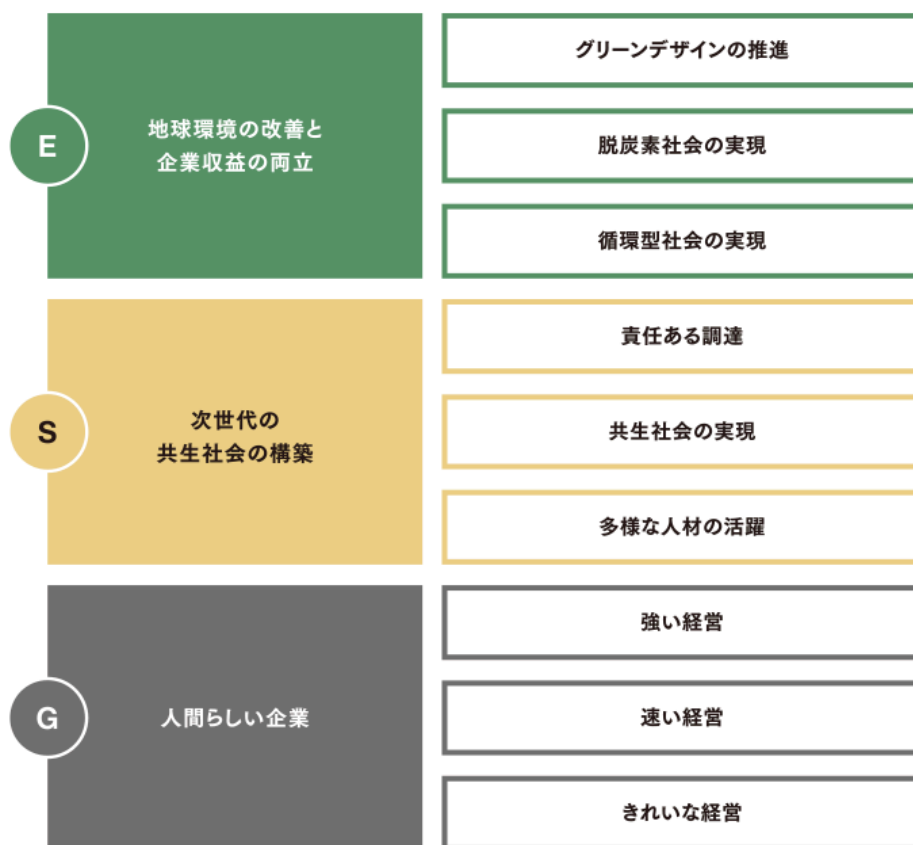 E
地球環境の改善と
企業収益の両立
グリーンデザインの推進
脱炭素社会の実現
循環型社会の実現
S
次世代の
共生社会の構築
責任ある調達
共生社会の実現
多様な人材の活躍
G
人間らしい企業
強い経営
速い経営
きれいな経営